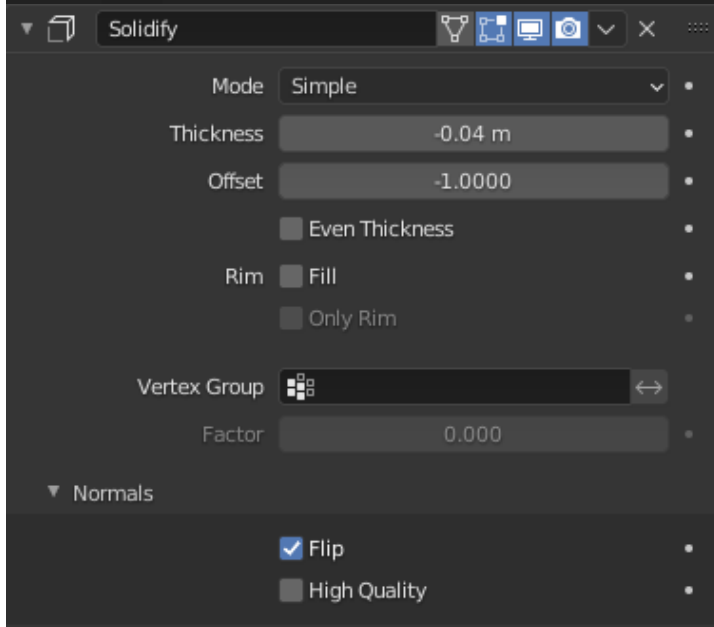 Solidify
Mode Simple
Thickness -0.04 m
Offset -1.0000
Even Thickness
Rim Fill
Only Rim
Vertex Group
Factor 0.000
Normals
Flip
High Quality